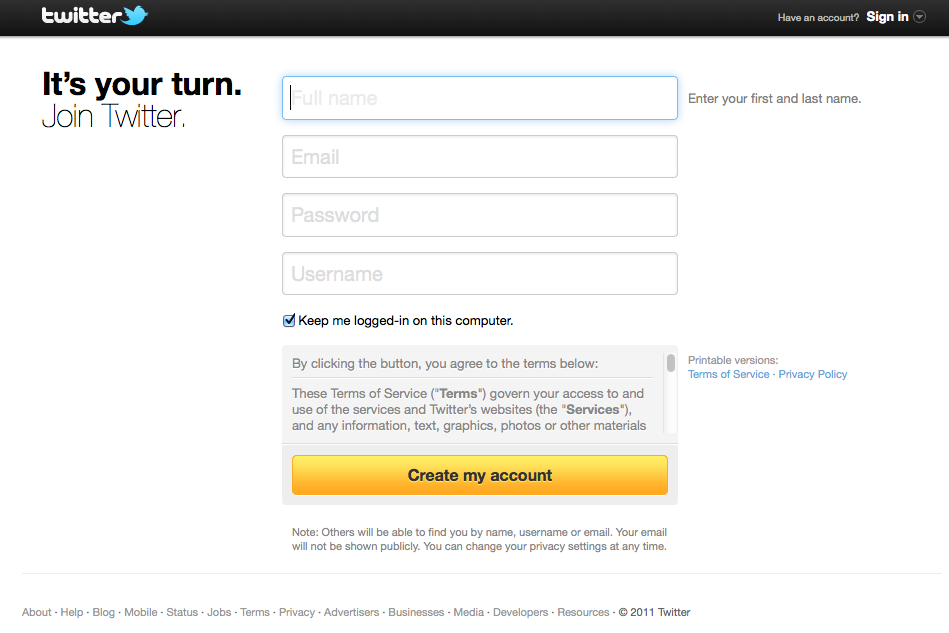 twitter
Have an account? Sign in
It's your turn.
Join Twitter.
Full name
Enter your first and last name.
Email
Password
Username
Keep me logged-in on this computer.
By clicking the button, you agree to the terms below:
These Terms of Service ("Terms") govern your access to and
use of the services and Twitter's websites (the "Services"),
and any information, text, graphics, photos or other materials
Printable versions:
Terms of Service · Privacy Policy
Create my account
Note: Others will be able to find you by name, username or email. Your email
will not be shown publicly. You can change your privacy settings at any time.
About · Help · Blog · Mobile · Status · Jobs · Terms · Privacy · Advertisers · Businesses · Media · Developers · Resources · © 2011 Twitter